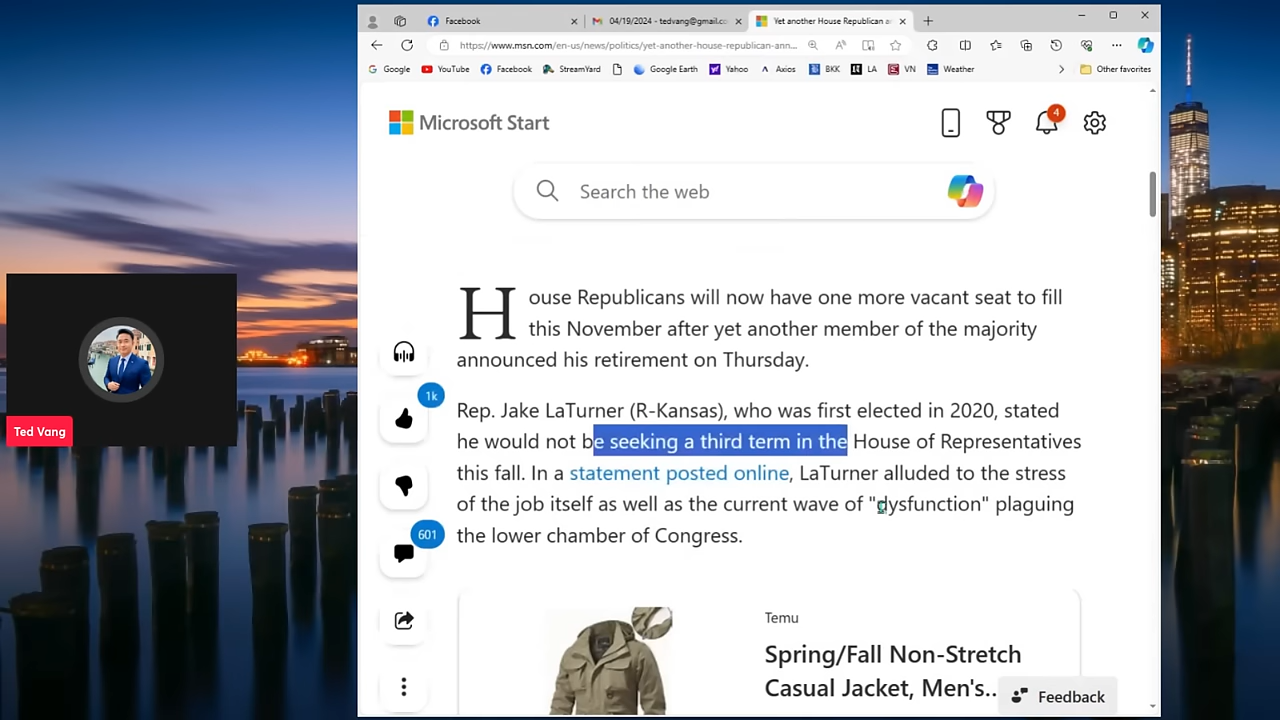 Facebook
04/19/2024 - tedvang@gmail.co
Yet another House Republican a
https://www.msn.com/en-us/news/politics/yet-another-house-republican-ann...
Google
YouTube
Facebook
StreamYard
Google Earth
Yahoo
Axios
BKK
LA
VN
Weather
Other favorites
Microsoft Start
4
Search the web
House Republicans will now have one more vacant seat to fill
this November after yet another member of the majority
announced his retirement on Thursday.
1k
Rep. Jake LaTurner (R-Kansas), who was first elected in 2020, stated
he would not be seeking a third term in the House of Representatives
this fall. In a statement posted online, LaTurner alluded to the stress
of the job itself as well as the current wave of "dysfunction" plaguing
the lower chamber of Congress.
601
Ted Vang
Temu
Spring/Fall Non-Stretch
Casual Jacket, Men's...
Feedback